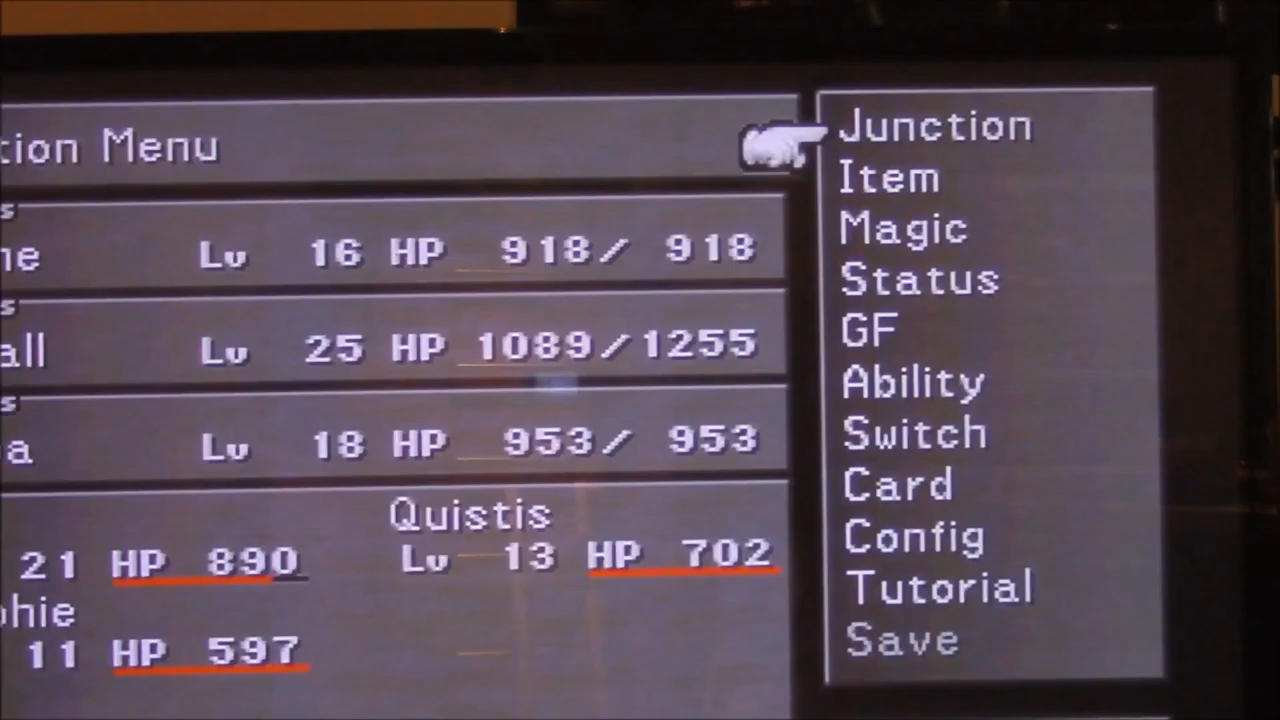 tion Menu
s
ne Lv 16 HP 918/ 918
s
all Lv 25 HP 1089/1255
s
a Lv 18 HP 953/ 953
Quistis
21 HP 890 Lv 13 HP 702
phie
11 HP 597
Junction
Item
Magic
Status
GF
Ability
Switch
Card
Config
Tutorial
Save